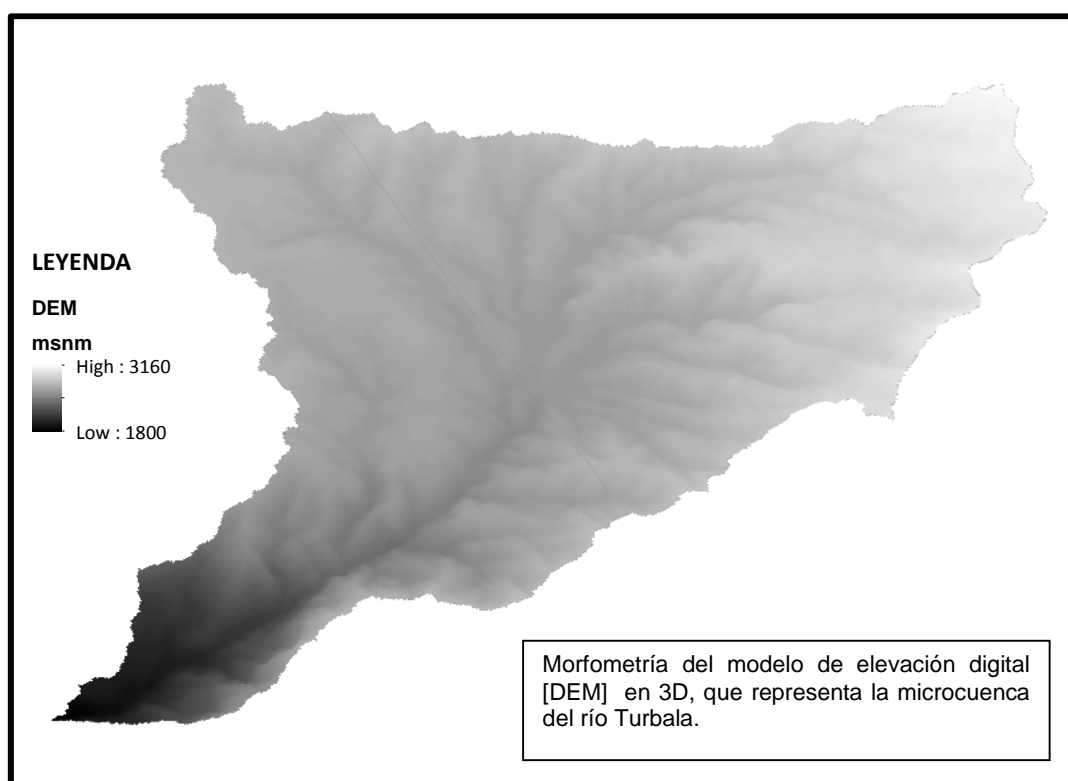 LEYENDA
DEM
msnm
High : 3160
Low : 1800
Morfometría del modelo de elevación digital
[DEM] en 3D, que representa la microcuenca
del río Turbala.